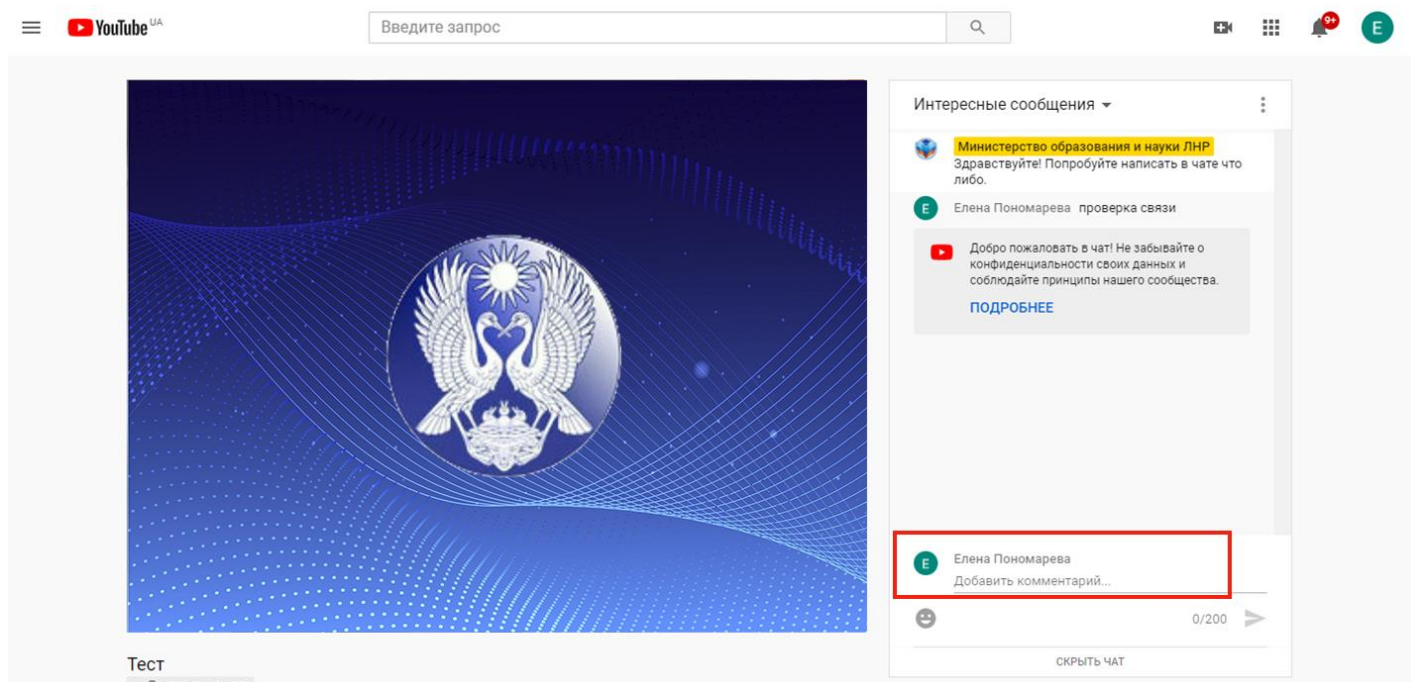 YouTube UA
Введите запрос
9+
E
Интересные сообщения
Министерство образования и науки ЛНР
Здравствуйте! Попробуйте написать в чате что
либо.
E Елена Пономарева проверка связи
Добро пожаловать в чат! Не забывайте о
конфиденциальности своих данных и
соблюдайте принципы нашего сообщества.
ПОДРОБНЕЕ
E Елена Пономарева
Добавить комментарий...
0/200
СКРЫТЬ ЧАТ
Тест